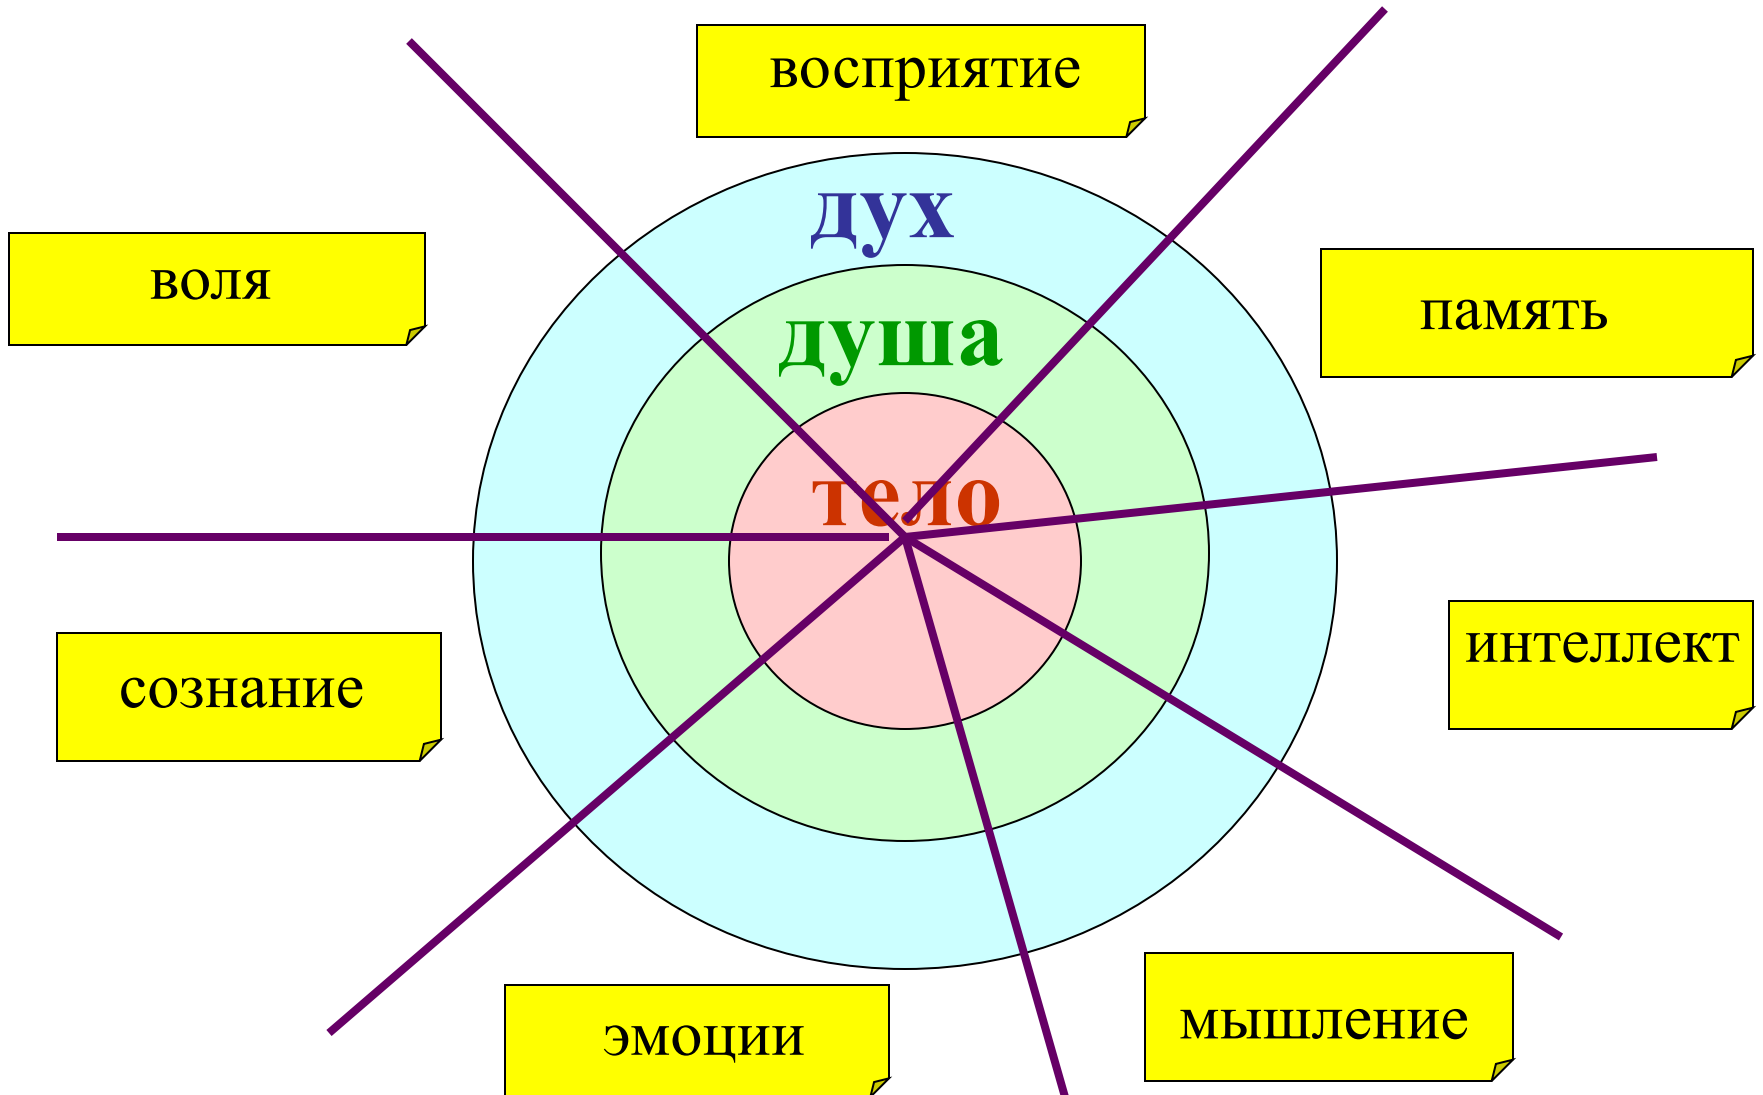 восприятие
дух
воля
память
душа
тело
интеллект
сознание
мышление
эмоции